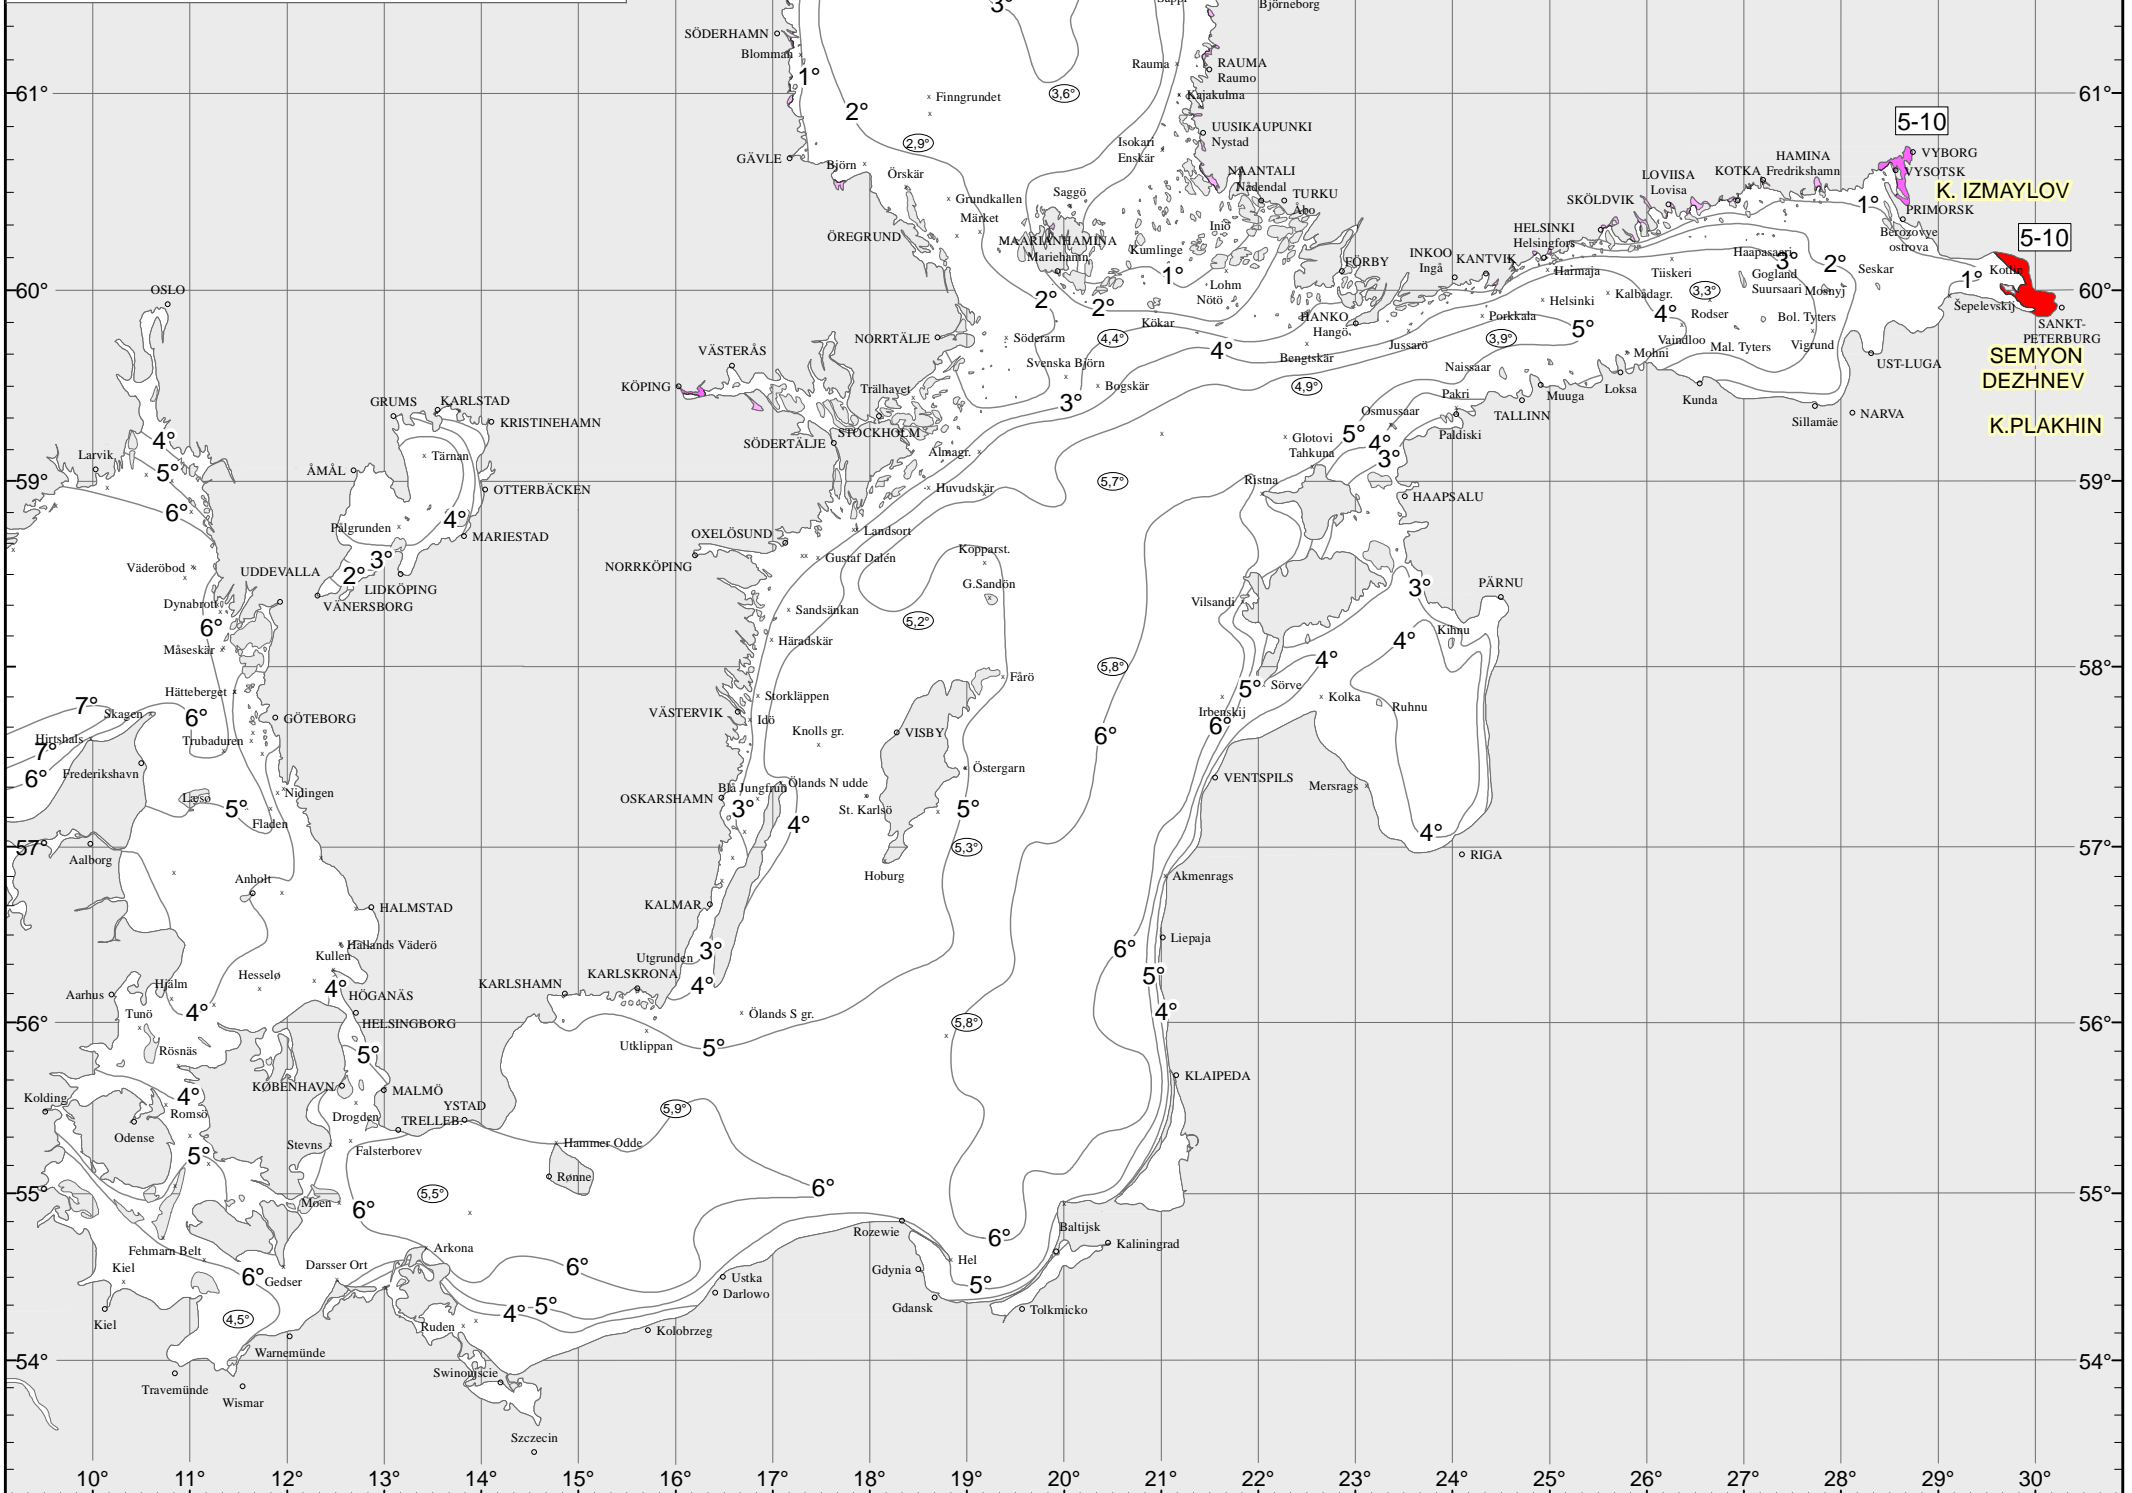 3°
Björneborg
SÖDERHAMN
Blomman
1°
Rauma
RAUMA
Raumo
61°
61°
2°
Finngrundet
3,6°
Kajakulma
5-10
2,9°
UUSIKAUPUNKI
Nystad
Isokari
Enskär
GÄVLE
Björn
Örskär
NAANTALI
Nådendal
TURKU
Åbo
LOVIISA
Lovisa
KOTKA
HAMINA
Fredrikshamn
VYBORG
VYSOTSK
K. IZMAYLOV
SKÖLDVIK
1°
PRIMORSK
Saggö
Grundkallen
Märket
ÖREGRUND
MAARIANHAMINA
Mariehamn
Kumlinge
Iniö
1°
FÖRBY
INKOO
Ingå
KANTVIK
HELSINKI
Helsingfors
Harmaja
Tiiskeri
Haapasaari
3°
2°
Berozovye
ostrova
5-10
Seskar
Kotlin
1°
60°
60°
OSLO
2°
2°
Lohm
Nötö
Kökar
HANKO
Hangö
Helsinki
Kalbådagr.
3,3°
Gogland
Suursaari
Mosnyj
Šepelevskij
Porkkala
Rodser
4°
Bol. Tyters
SANKT-
PETERBURG
NORRTÄLJE
Söderarm
4,4°
4°
Bengtskär
Jussarö
3,9°
5°
Vaindloo
Mal. Tyters
Vigrund
UST-LUGA
SEMYON
DEZHNEV
VÄSTERÅS
KÖPING
Svenska Björn
Bogskär
4,9°
Naissaar
Mohni
Trälhavet
3°
Pakri
TALLINN
Muuga
Loksa
Kunda
Sillamäe
NARVA
K.PLAKHIN
GRUMS
KARLSTAD
KRISTINEHAMN
STOCKHOLM
SÖDERTÄLJE
Osmussaar
Paldiski
5°
4°
3°
Glotovi
Tahkuna
4°
Larvik
5°
Tärnan
ÅMÅL
Almagr.
59°
59°
OTTERBÄCKEN
Huvudskär
5,7°
Ristna
HAAPSALU
6°
4°
Pålgrunden
MARIESTAD
OXELÖSUND
Landsort
3°
2°
LIDKÖPING
VÄNERSBORG
Väderöbod
UDDEVALLA
Dynabrott
NORRKÖPING
Gustaf Dalén
Kopparst.
G.Sandön
Sandsänkan
5,2°
Vilsandi
3°
PÄRNU
Kihnu
6°
Måseskär
Häradskär
4°
4°
5,8°
58°
Fårö
5°
Sörve
Kolka
Ruhnu
Hätteberget
Storkläppen
7°
Skagen
6°
GÖTEBORG
VÄSTERVIK
Idö
Irbenskij
6°
Hirtshals
7°
Trubaduren
Knolls gr.
VISBY
6°
6°
Frederikshavn
Östergarn
VENTSPILS
Mersrags
Læsø
5°
Nidingen
Fladen
OSKARSHAMN
Blå Jungfrun
Ölands N udde
3°
4°
St. Karlsö
5°
4°
57°
57°
Aalborg
5,3°
RIGA
Anholt
Hoburg
Akmenrags
HALMSTAD
KALMAR
Hallands Väderö
Kullen
Utgrunden
3°
6°
Liepaja
Hesselø
Hjälm
Aarhus
4°
HÖGANÄS
KARLSHAMN
KARLSKRONA
4°
5°
Tunö
4°
56°
56°
HELSINGBORG
Ölands S gr.
5,8°
4°
Rösnäs
5°
Utklippan
5°
KØBENHAVN
MALMÖ
KLAIPEDA
Kolding
4°
Romsö
Odense
Drogden
YSTAD
TRELLEB.
5,9°
Stevns
Falsterborev
Hammer Odde
5°
Rønne
55°
55°
Moen
6°
5,5°
6°
Rozewie
6°
Baltijsk
Kaliningrad
Fehmarn Belt
Arkona
Kiel
6°
Gedser
Darsser Ort
6°
Hel
Gdynia
5°
Ustka
Darlowo
Gdansk
Tolkmicko
4°
5°
Kiel
4,5°
Ruden
Kolobrzeg
Warnemünde
54°
54°
Travemünde
Wismar
Swinoujscie
Szczecin
10° 11° 12° 13° 14° 15° 16° 17° 18° 19° 20° 21° 22° 23° 24° 25° 26° 27° 28° 29° 30°
58°